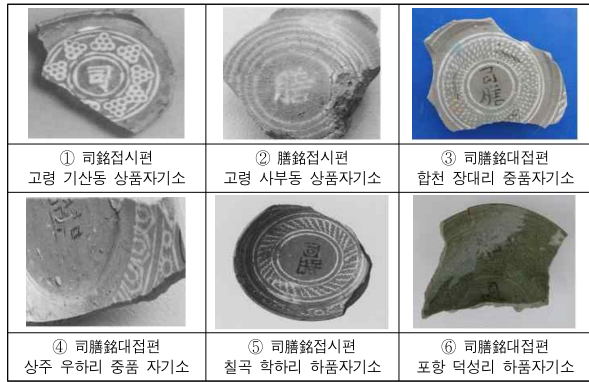 司
膳
司膳
① 司銘접시편
고령 기산동 상품자기소
② 膳銘접시편
고령 사부동 상품자기소
③ 司膳銘대접편
합천 장대리 중품자기소
司膳
④ 司膳銘대접편
상주 우하리 중품 자기소
⑤ 司膳銘접시편
칠곡 학하리 하품자기소
⑥ 司膳銘대접편
포항 덕성리 하품자기소